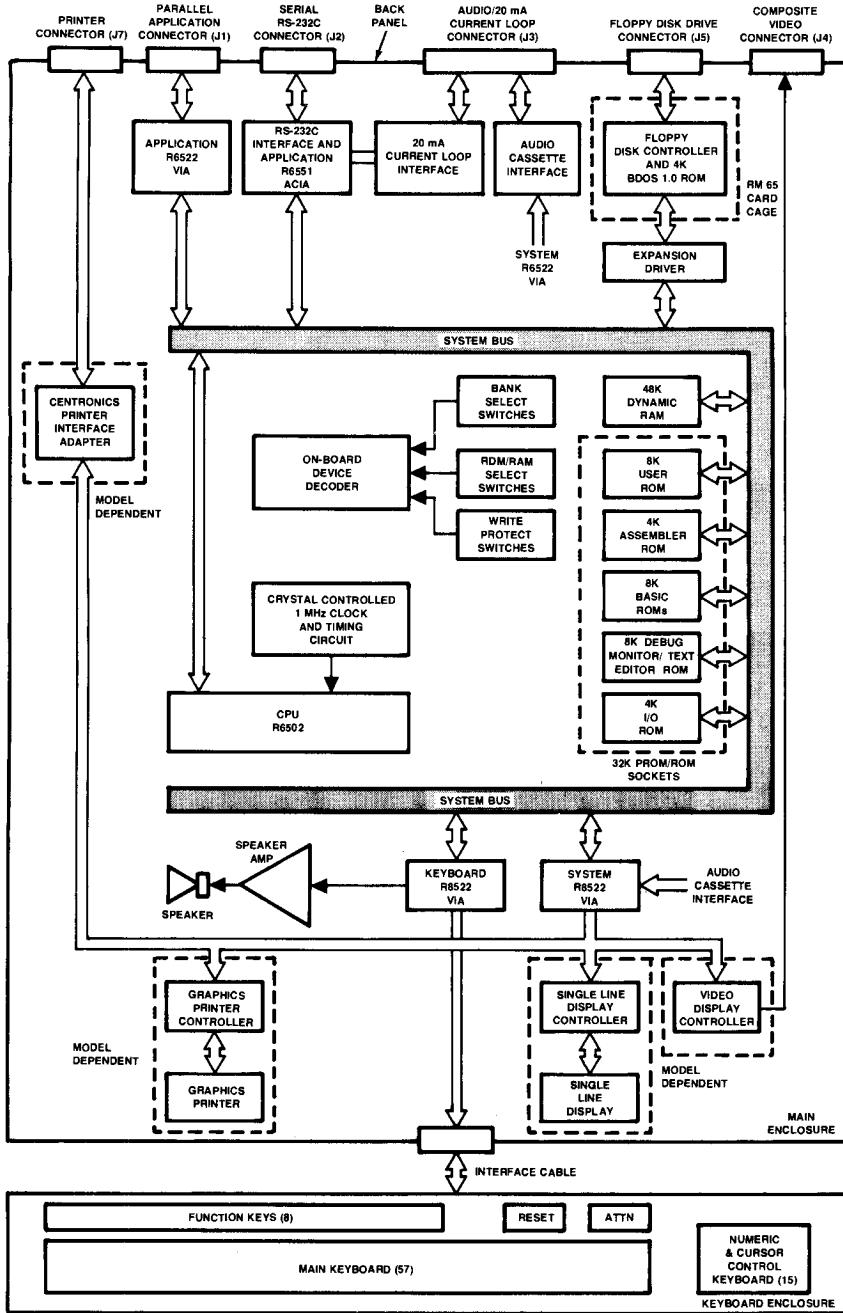 PRINTER
CONNECTOR (J7)
PARALLEL
APPLICATION
CONNECTOR (J1)
SERIAL
RS-232C
CONNECTOR (J2)
BACK
PANEL
AUDIO/20 mA
CURRENT LOOP
CONNECTOR (J3)
FLOPPY DISK DRIVE
CONNECTOR (J5)
COMPOSITE
VIDEO
CONNECTOR (J4)
APPLICATION
R6522
VIA
RS-232C
INTERFACE AND
APPLICATION
R6551
ACIA
20 mA
CURRENT LOOP
INTERFACE
AUDIO
CASSETTE
INTERFACE
FLOPPY
DISK CONTROLLER
AND 4K
BDOS 1.0 ROM
RM 65
CARD
CAGE
SYSTEM
R6522
VIA
EXPANSION
DRIVER
SYSTEM BUS
CENTRONICS
PRINTER
INTERFACE
ADAPTER
MODEL
DEPENDENT
BANK
SELECT
SWITCHES
ON-BOARD
DEVICE
DECODER
RDM/RAM
SELECT
SWITCHES
WRITE
PROTECT
SWITCHES
48K
DYNAMIC
RAM
8K
USER
ROM
4K
ASSEMBLER
ROM
8K
BASIC
ROMs
8K DEBUG
MONITOR/ TEXT
EDITOR ROM
4K
I/O
ROM
32K PROM/ROM
SOCKETS
CRYSTAL CONTROLLED
1 MHz CLOCK
AND TIMING
CIRCUIT
CPU
R6502
SYSTEM BUS
SPEAKER
AMP
SPEAKER
KEYBOARD
R8522
VIA
SYSTEM
R8522
VIA
AUDIO
CASSETTE
INTERFACE
GRAPHICS
PRINTER
CONTROLLER
MODEL
DEPENDENT
GRAPHICS
PRINTER
SINGLE LINE
DISPLAY
CONTROLLER
SINGLE
LINE
DISPLAY
VIDEO
DISPLAY
CONTROLLER
MODEL
DEPENDENT
MAIN
ENCLOSURE
INTERFACE CABLE
FUNCTION KEYS (8)
RESET
ATTN
MAIN KEYBOARD (57)
NUMERIC
& CURSOR
CONTROL
KEYBOARD (15)
KEYBOARD ENCLOSURE